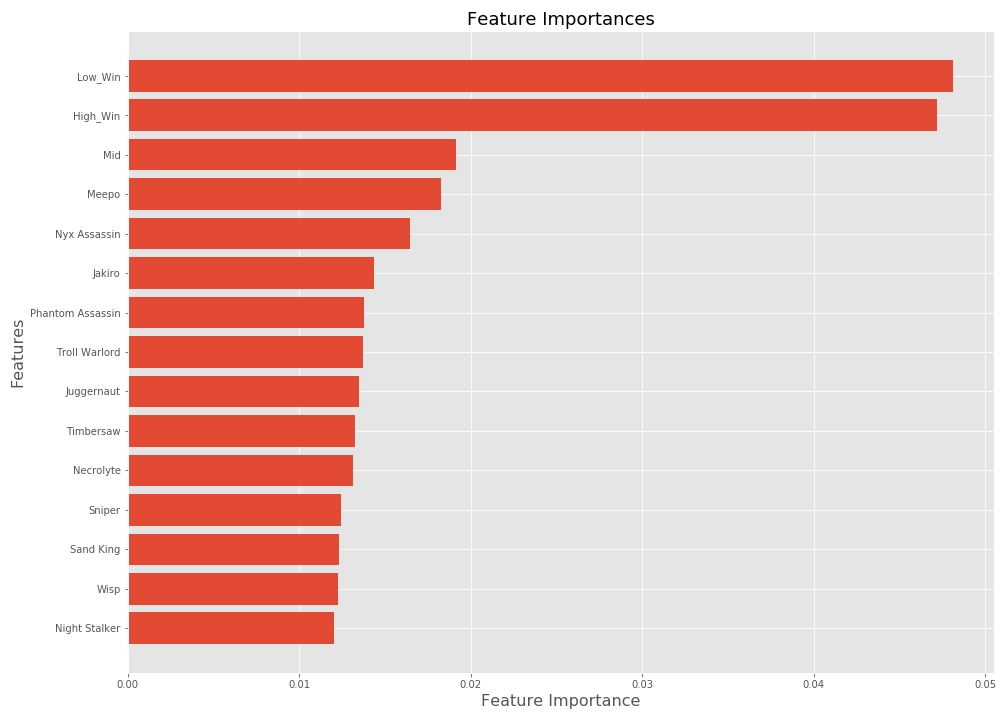 Feature Importances
Features
Low_Win
High_Win
Mid
Meepo
Nyx Assassin
Jakiro
Phantom Assassin
Troll Warlord
Juggernaut
Timbersaw
Necrolyte
Sniper
Sand King
Wisp
Night Stalker
0.00 0.01 0.02 0.03 0.04 0.05
Feature Importance